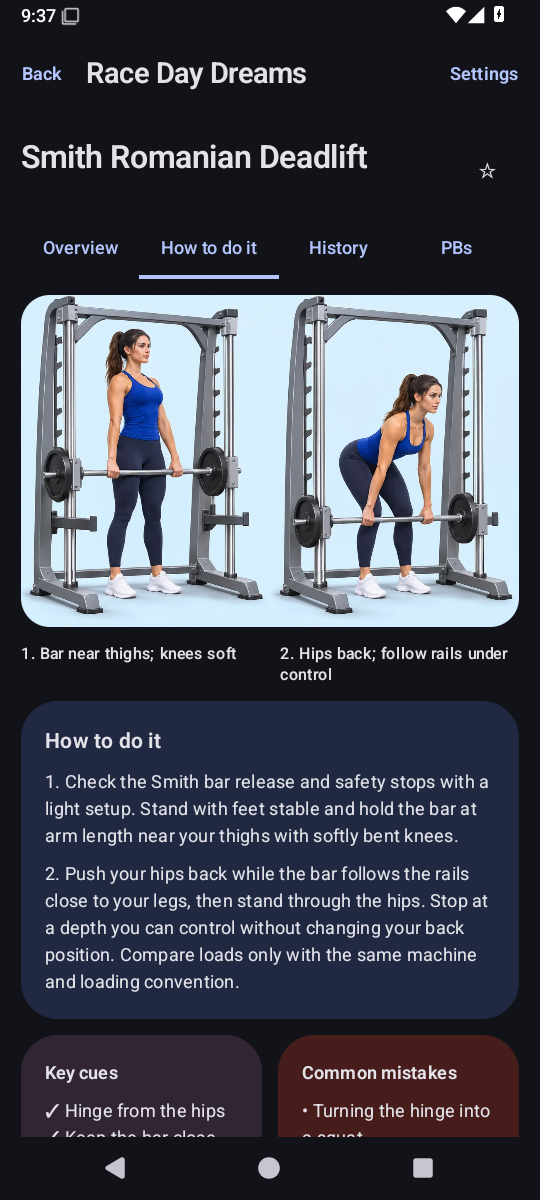 9:37
Back
Race Day Dreams
Settings
Smith Romanian Deadlift
Overview
How to do it
History
PBs
1. Bar near thighs; knees soft
2. Hips back; follow rails under
control
How to do it
1. Check the Smith bar release and safety stops with a
light setup. Stand with feet stable and hold the bar at
arm length near your thighs with softly bent knees.
2. Push your hips back while the bar follows the rails
close to your legs, then stand through the hips. Stop at
a depth you can control without changing your back
position. Compare loads only with the same machine
and loading convention.
Key cues
✓ Hinge from the hips
✓ Keep the bar close
Common mistakes
• Turning the hinge into
a squat